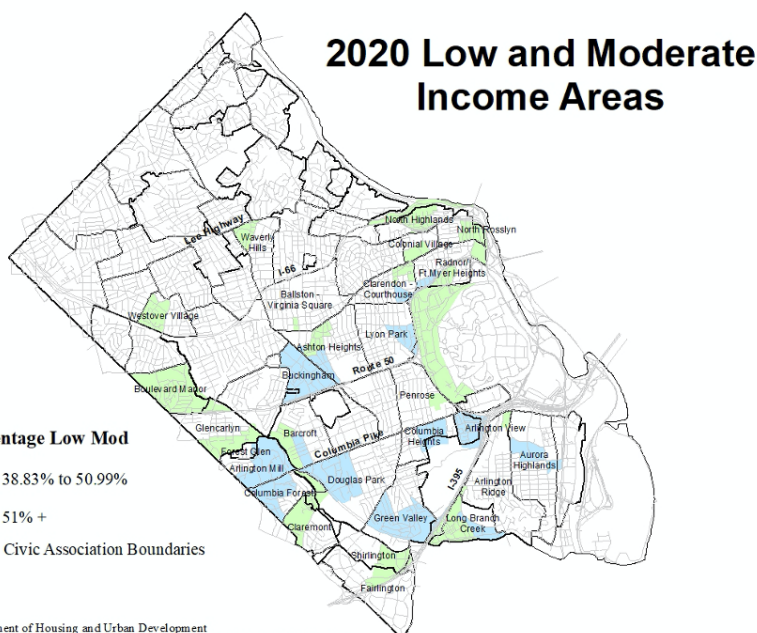 2020 Low and Moderate
Income Areas
North Highlands
North Rosslyn
Lee Highway
Waverly
Hills
Colonial Village
Radnor/
Ft.Myer Heights
I-66
Clarendon -
Courthouse
Ballston -
Virginia Square
Westover Village
Lyon Park
Ashton Heights
Route 50
Buckingham
Boulevard Manor
Penrose
Glencarlyn
Barcroft
Columbia Pike
Columbia
Heights
Arlington View
ntage Low Mod
Forest Glen
Aurora
Highlands
Arlington Mill
38.83% to 50.99%
Douglas Park
I-395
Arlington
Ridge
Columbia Forest
51% +
Green Valley
Long Branch
Creek
Claremont
Civic Association Boundaries
Shirlington
Fairlington
ment of Housing and Urban Development